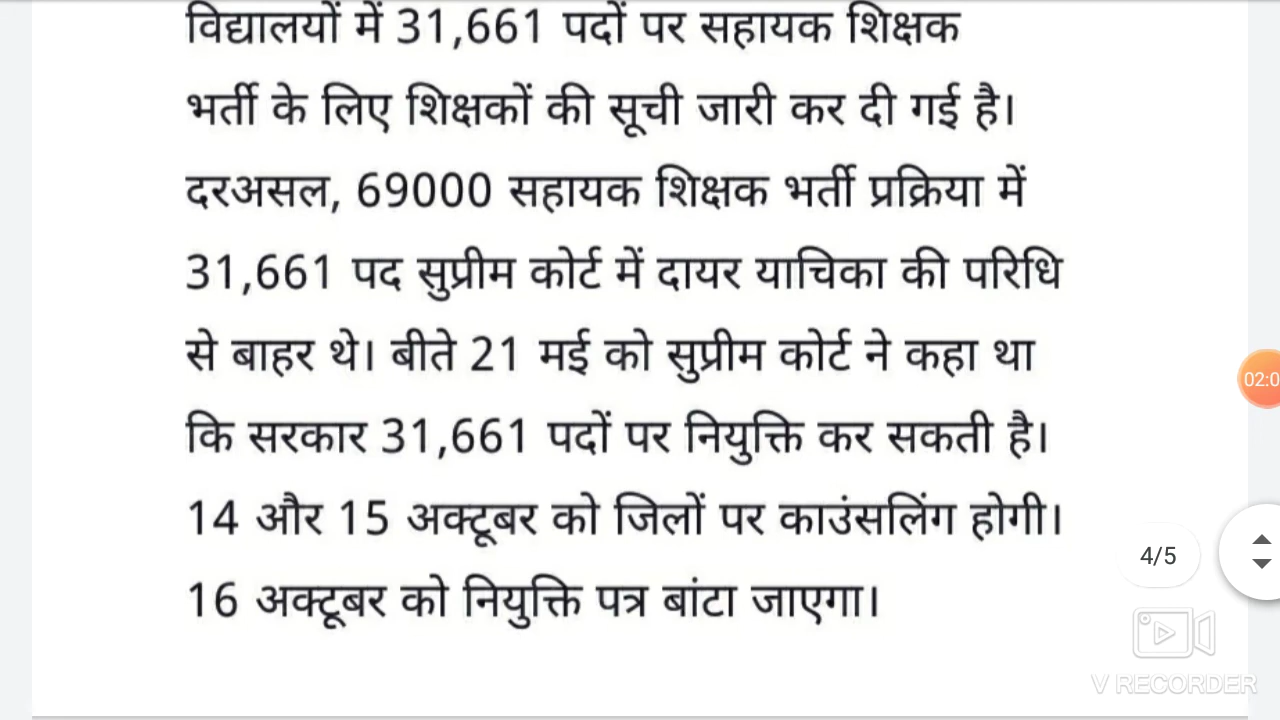 विद्यालयों में 31,661 पदों पर सहायक शिक्षक
भर्ती के लिए शिक्षकों की सूची जारी कर दी गई है।
दरअसल, 69000 सहायक शिक्षक भर्ती प्रक्रिया में
31,661 पद सुप्रीम कोर्ट में दायर याचिका की परिधि
से बाहर थे। बीते 21 मई को सुप्रीम कोर्ट ने कहा था
कि सरकार 31,661 पदों पर नियुक्ति कर सकती है।
14 और 15 अक्टूबर को जिलों पर काउंसलिंग होगी।
16 अक्टूबर को नियुक्ति पत्र बांटा जाएगा।
02:0
4/5
V RECORDER